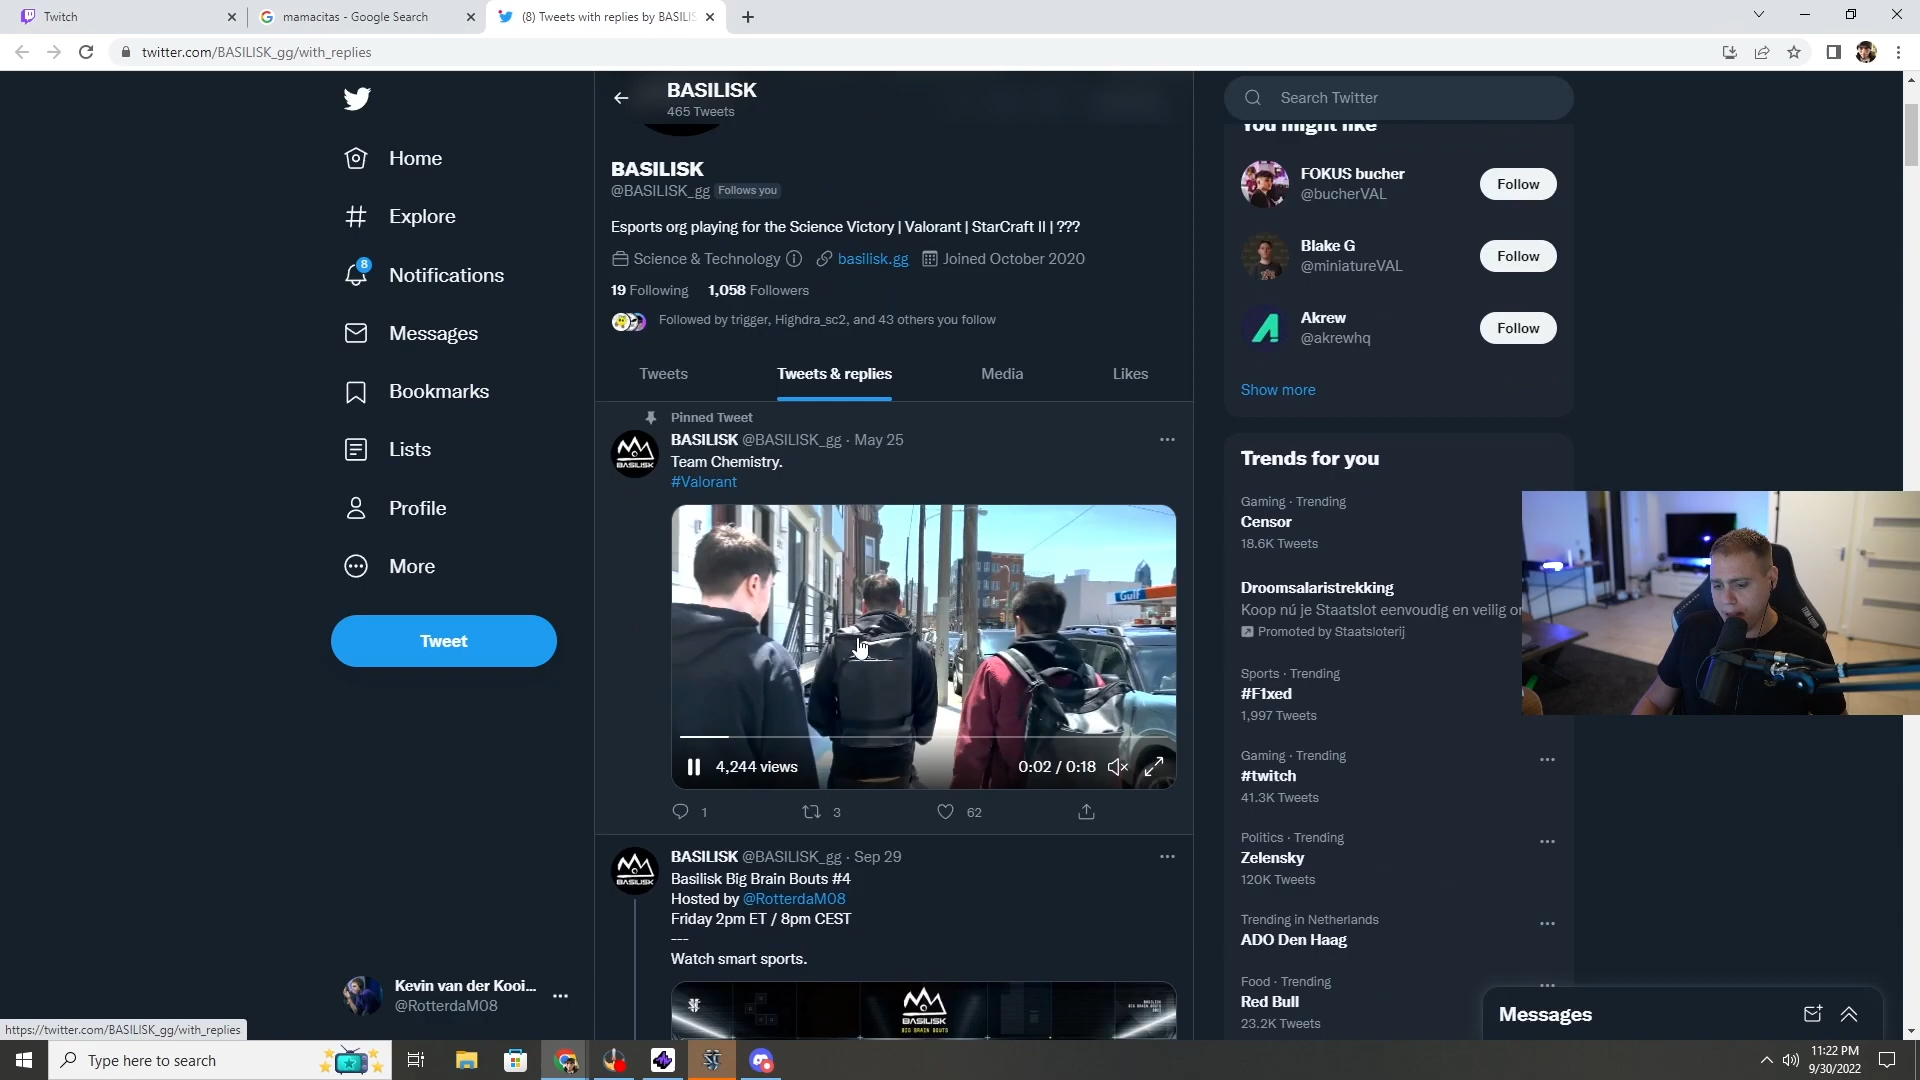 Twitch
mamacitas - Google Search
(8) Tweets with replies by BASILIS
twitter.com/BASILISK_gg/with_replies
Home
Explore
8
Notifications
Messages
Bookmarks
Lists
Profile
More
Tweet
Kevin van der Kooi...
@RotterdaM08
BASILISK
465 Tweets
BASILISK
@BASILISK_gg Follows you
Esports org playing for the Science Victory | Valorant | StarCraft II | ???
Science & Technology basilisk.gg Joined October 2020
19 Following 1,058 Followers
Followed by trigger, Highdra_sc2, and 43 others you follow
Tweets Tweets & replies Media Likes
Pinned Tweet
BASILISK @BASILISK_gg · May 25
Team Chemistry.
#Valorant
BASILISK
Gulf
4,244 views 0:02 / 0:18
1 3 62
BASILISK @BASILISK_gg · Sep 29
Basilisk Big Brain Bouts #4
Hosted by @RotterdaM08
Friday 2pm ET / 8pm CEST
---
Watch smart sports.
BASILISK
BASILISK
BIG BRAIN BOUTS
Search Twitter
You might like
FOKUS bucher
@bucherVAL
Follow
Blake G
@miniatureVAL
Follow
Akrew
@akrewhq
Follow
Show more
Trends for you
Gaming · Trending
Censor
18.6K Tweets
Droomsalaristrekking
Koop nú je Staatslot eenvoudig en veilig on
Promoted by Staatsloterij
Sports · Trending
#F1xed
1,997 Tweets
Gaming · Trending
#twitch
41.3K Tweets
Politics · Trending
Zelensky
120K Tweets
Trending in Netherlands
ADO Den Haag
Food · Trending
Red Bull
23.2K Tweets
Messages
https://twitter.com/BASILISK_gg/with_replies
Type here to search
11:22 PM
9/30/2022